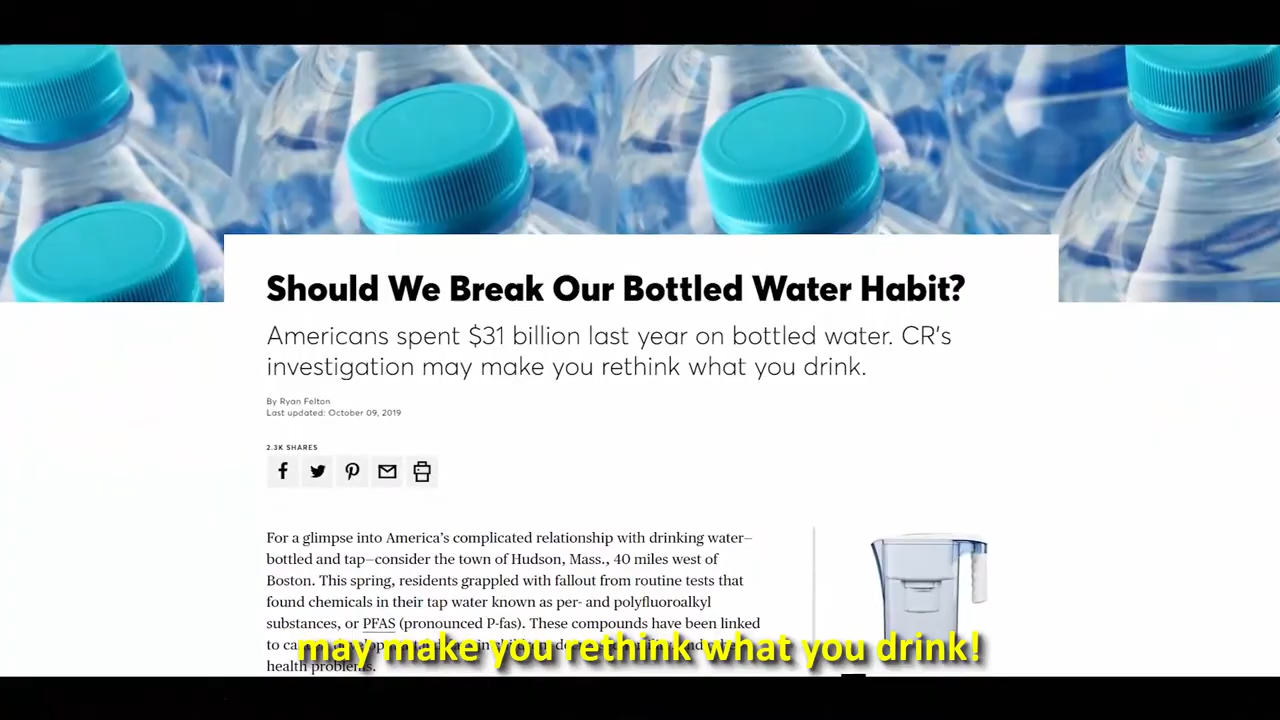 Should We Break Our Bottled Water Habit?
Americans spent $31 billion last year on bottled water. CR's
investigation may make you rethink what you drink.
By Ryan Felton
Last updated: October 09, 2019
2.3K SHARES
For a glimpse into America's complicated relationship with drinking water—
bottled and tap—consider the town of Hudson, Mass., 40 miles west of
Boston. This spring, residents grappled with fallout from routine tests that
found chemicals in their tap water known as per- and polyfluoroalkyl
substances, or PFAS (pronounced P-fas). These compounds have been linked
to
health problems.
may make you rethink what you drink!